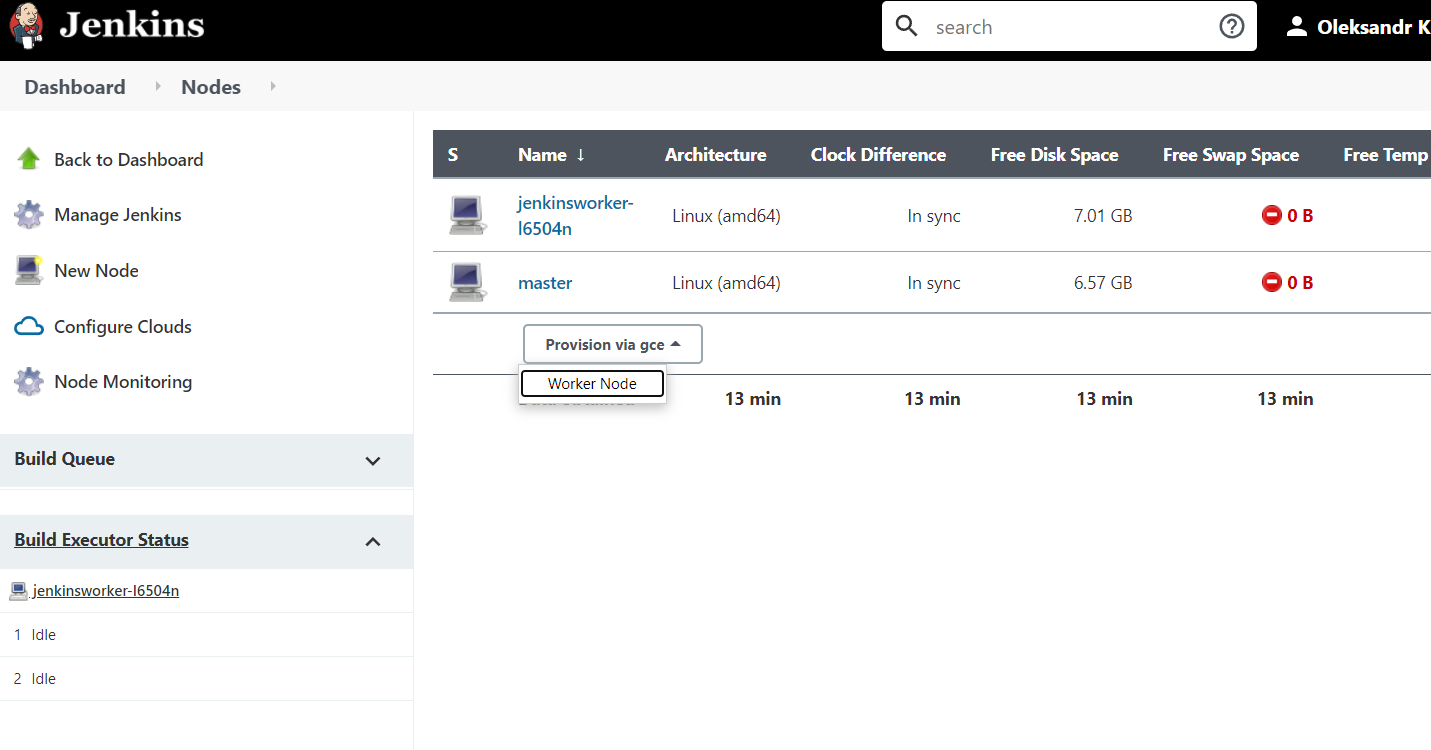 Jenkins
search
Oleksandr K
Dashboard
Nodes
Back to Dashboard
Manage Jenkins
New Node
Configure Clouds
Node Monitoring
Build Queue
Build Executor Status
jenkinsworker-l6504n
1 Idle
2 Idle
S Name ↓ Architecture Clock Difference Free Disk Space Free Swap Space Free Temp
jenkinsworker-
l6504n Linux (amd64) In sync 7.01 GB 0 B
master Linux (amd64) In sync 6.57 GB 0 B
Provision via gce
Worker Node
13 min 13 min 13 min 13 min